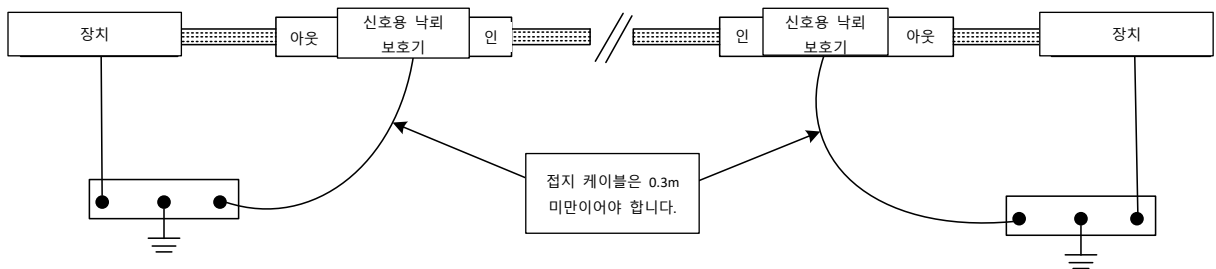 장치
아웃
신호용 낙뢰
보호기
인
인
신호용 낙뢰
보호기
아웃
장치
접지 케이블은 0.3m
미만이어야 합니다.